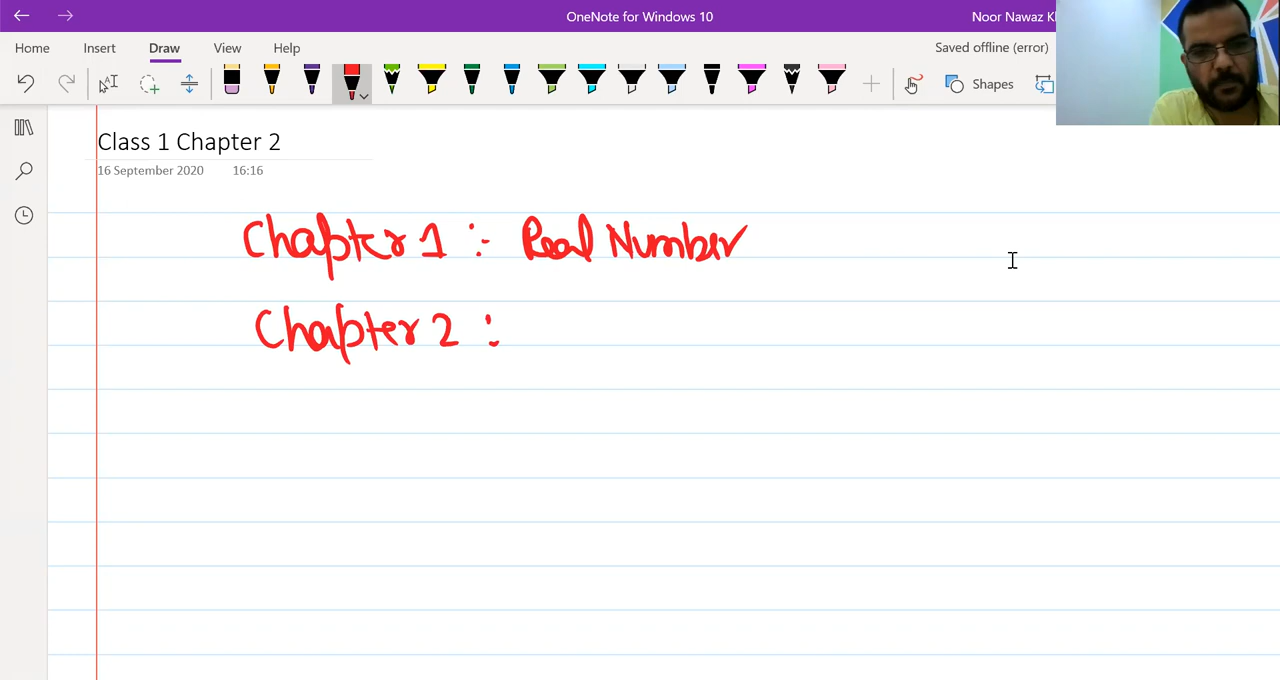 OneNote for Windows 10
Noor Nawaz Kh
Home Insert Draw View Help
Saved offline (error)
Shapes
Class 1 Chapter 2
16 September 2020 16:16
Chapter 1 :- Real Number
Chapter 2 :